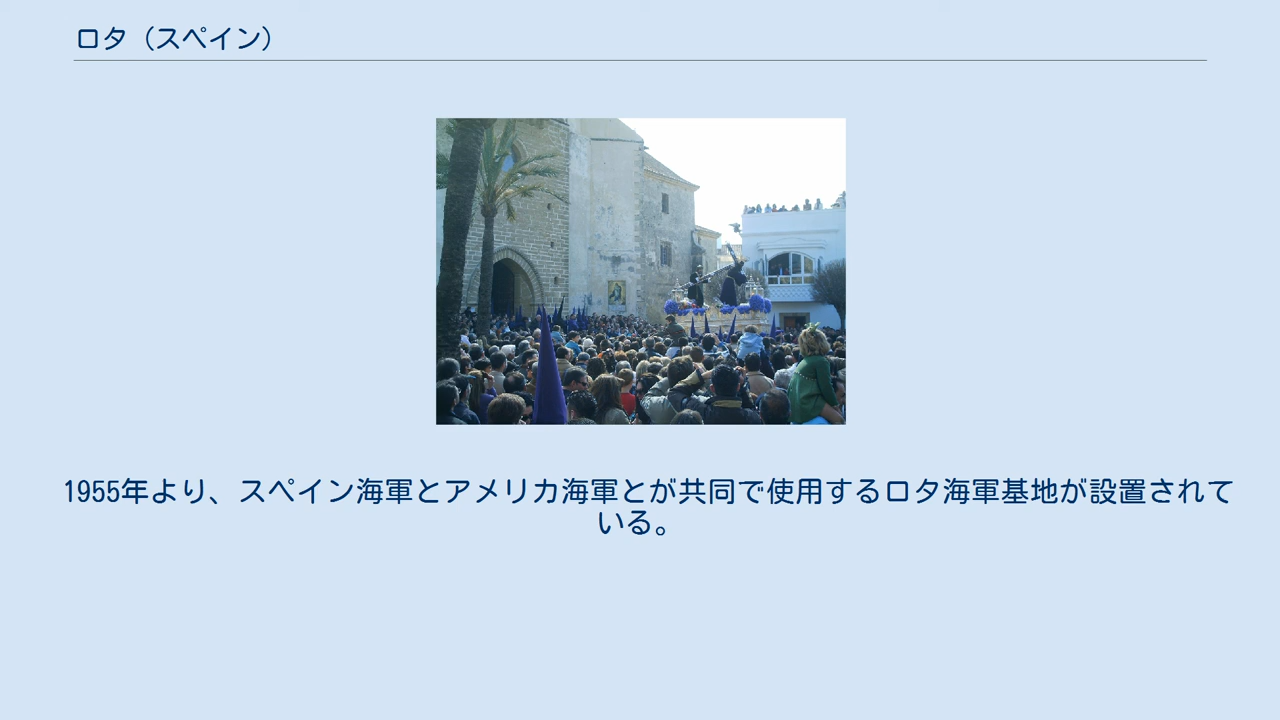 ロタ（スペイン）
1955年より、スペイン海軍とアメリカ海軍とが共同で使用するロタ海軍基地が設置されて
いる。